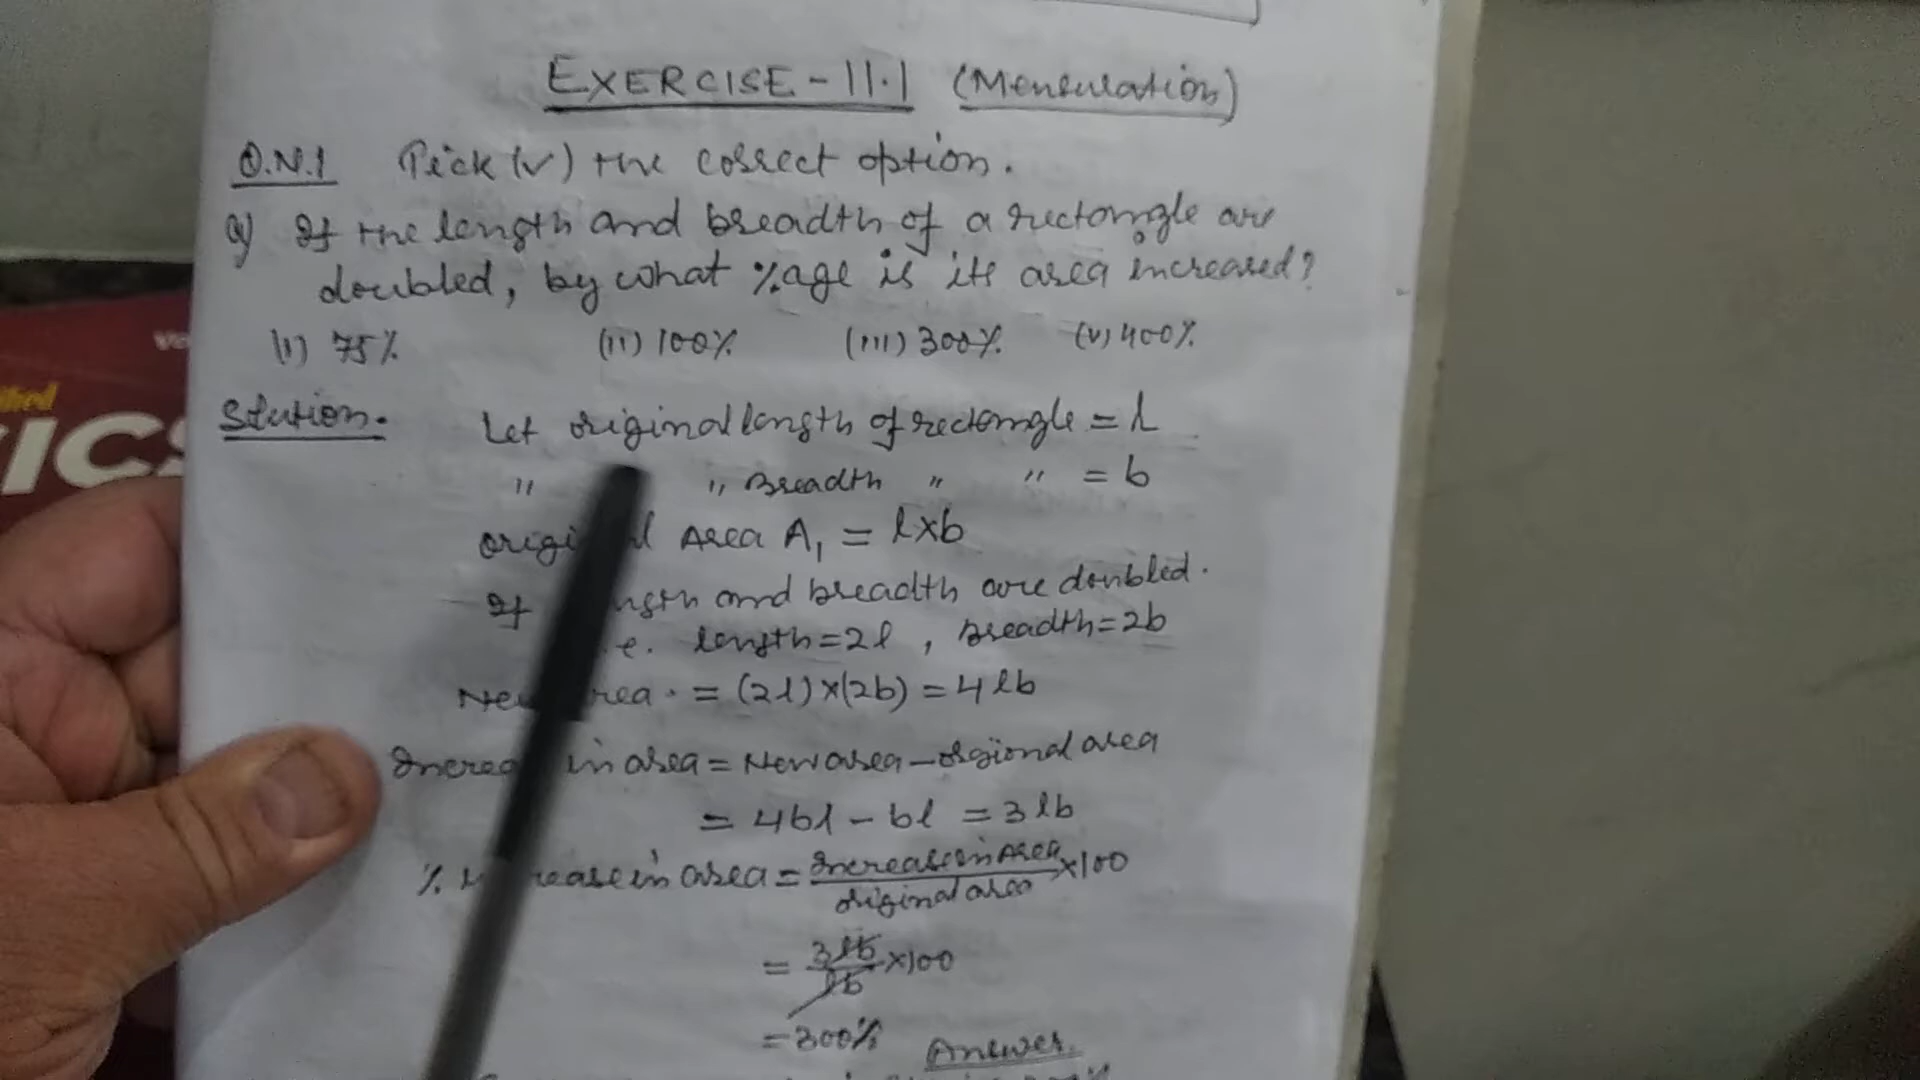 EXERCISE-11.1 (Mensuration)
Q.N.1 Tick (v) the correct option.
a) If the length and breadth of a rectangle are
doubled, by what %age is its area increased?
(i) 75% (ii) 100% (iii) 300% (v) 400%
Solution. Let original length of rectangle = l
" " Breadth " " = b
Area A₁ = l×b
If and breadth are doubled.
length = 2l , Breadth = 2b
= (2l)×(2b) = 4lb
in area = New area – original area
= 4bl – bl = 3lb
% in area = Increase in Area/original area ×100
= 3lb/lb ×100
= 300% Answer.
ICS